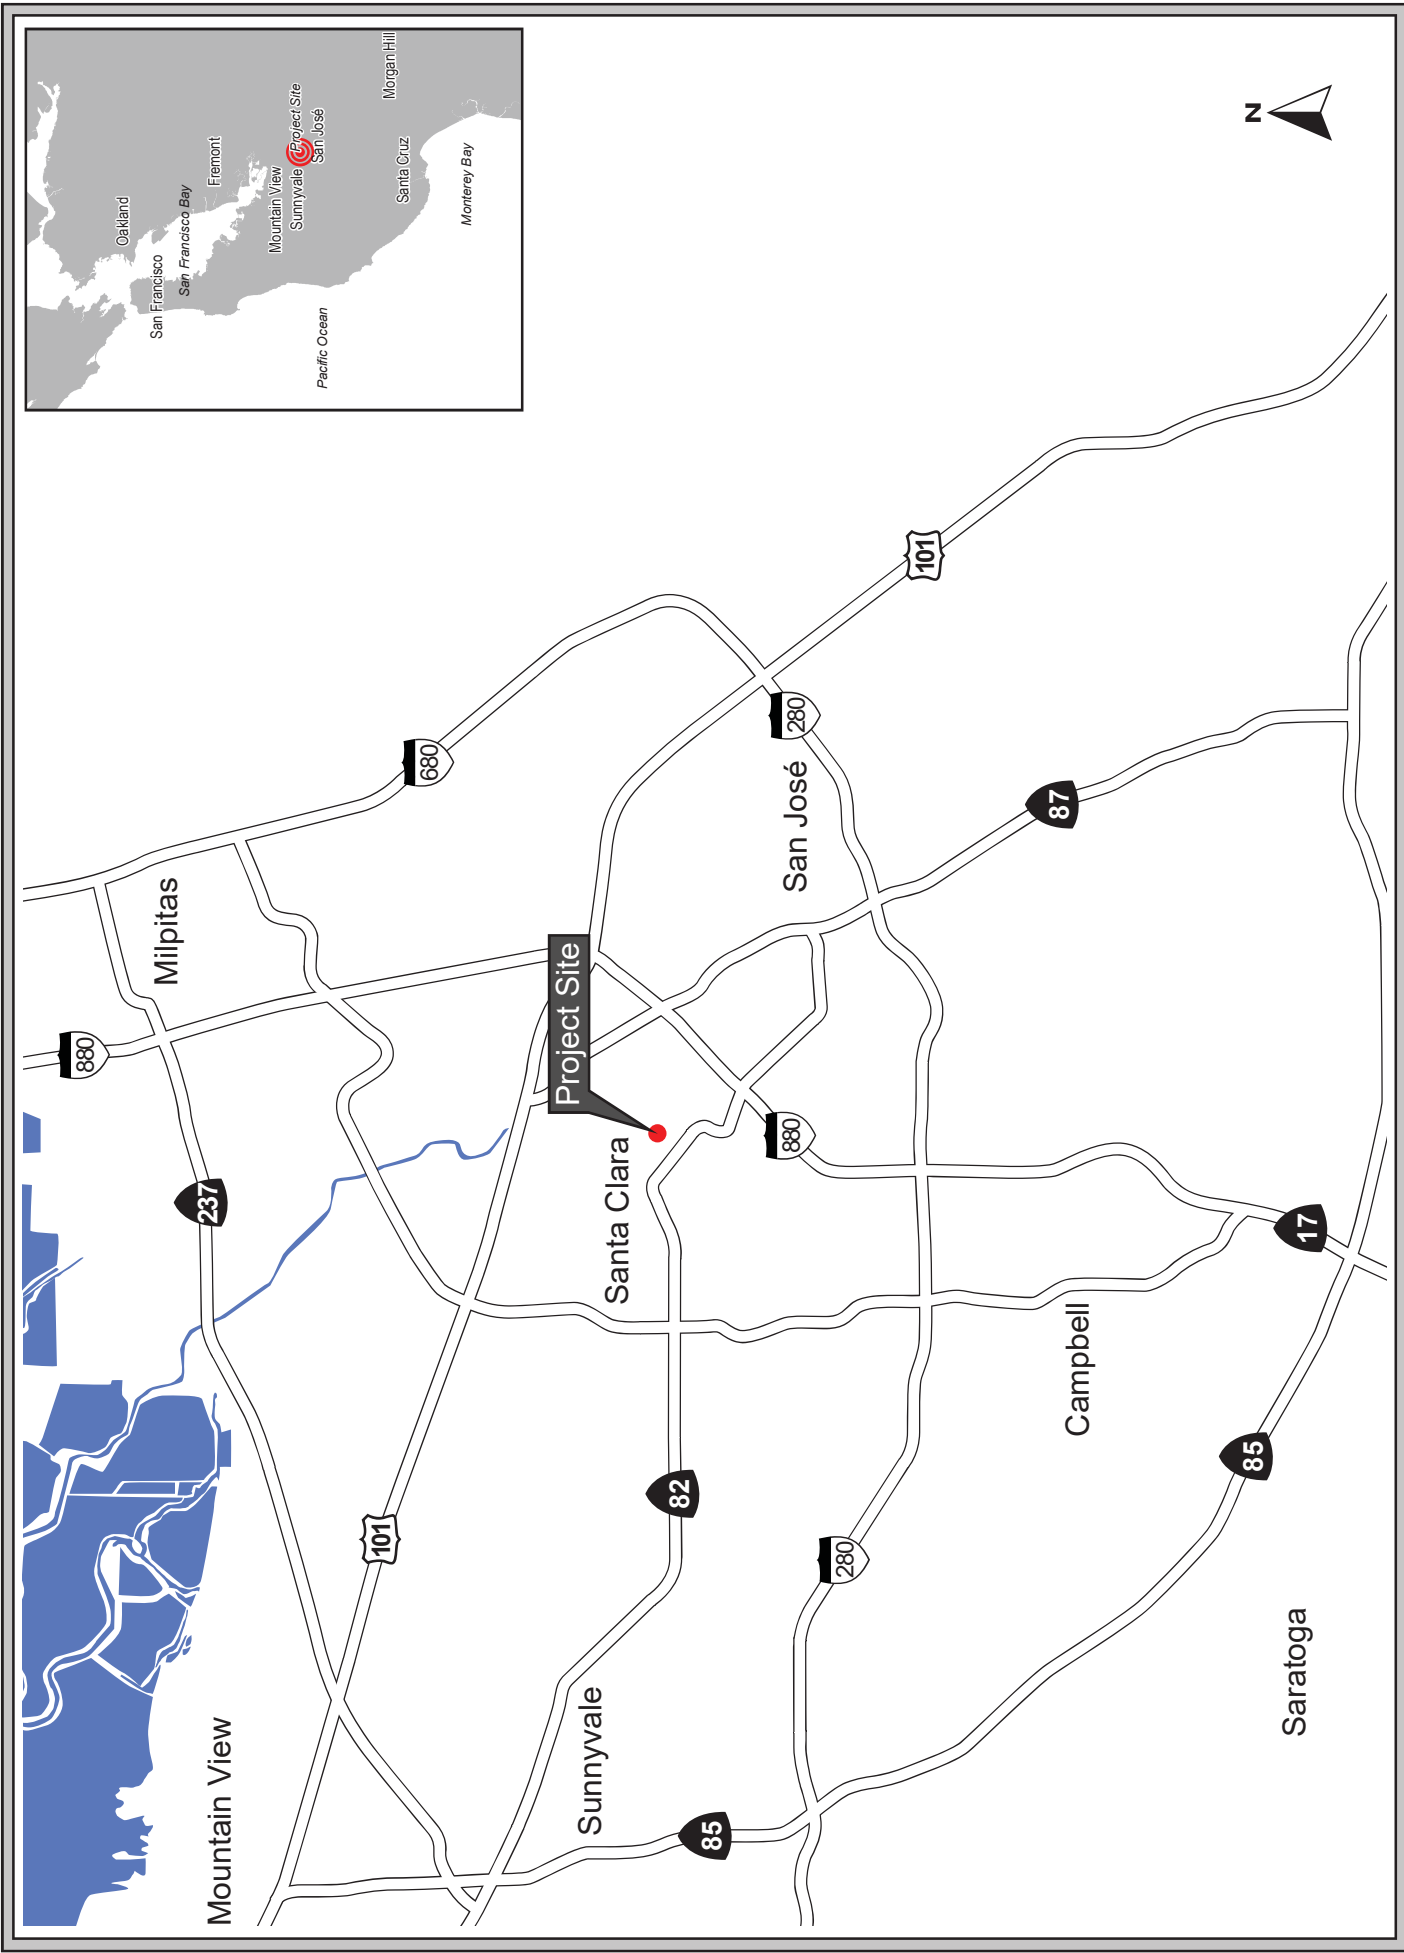 Mountain View
Milpitas
Sunnyvale
Santa Clara
Project Site
San José
Campbell
Saratoga
237
880
680
101
101
82
85
280
880
280
87
85
17
N
San Francisco
Oakland
San Francisco Bay
Fremont
Mountain View
Sunnyvale
Project Site
San José
Pacific Ocean
Santa Cruz
Morgan Hill
Monterey Bay